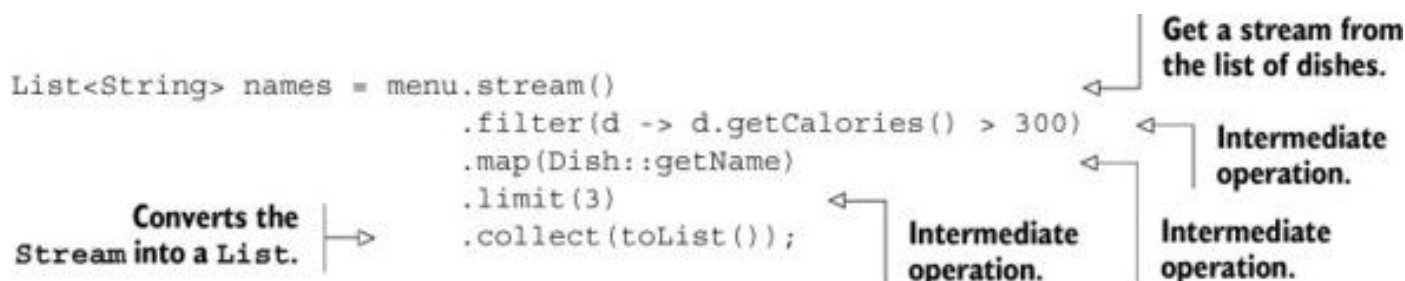 Get a stream from
the list of dishes.
List<String> names = menu.stream()
.filter(d -> d.getCalories() > 300)
Intermediate
operation.
.map(Dish::getName)
.limit(3)
Converts the
Stream into a List.
.collect(toList());
Intermediate
operation.
Intermediate
operation.